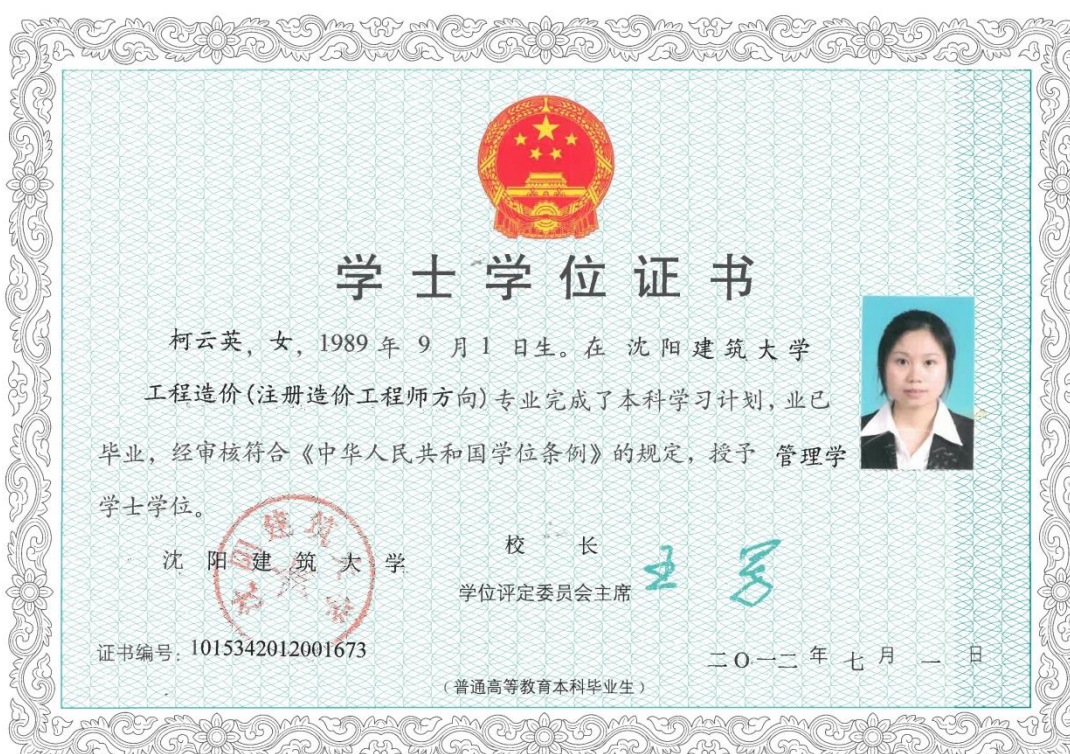 学士学位证书
柯云英，女，1989 年 9 月 1 日生。在 沈阳建筑大学
工程造价(注册造价工程师方向)专业完成了本科学习计划，业已
毕业，经审核符合《中华人民共和国学位条例》的规定，授予 管理学
学士学位。
沈阳建筑大学
校长
学位评定委员会主席
证书编号：1015342012001673
二〇一二年七月一日
（普通高等教育本科毕业生）